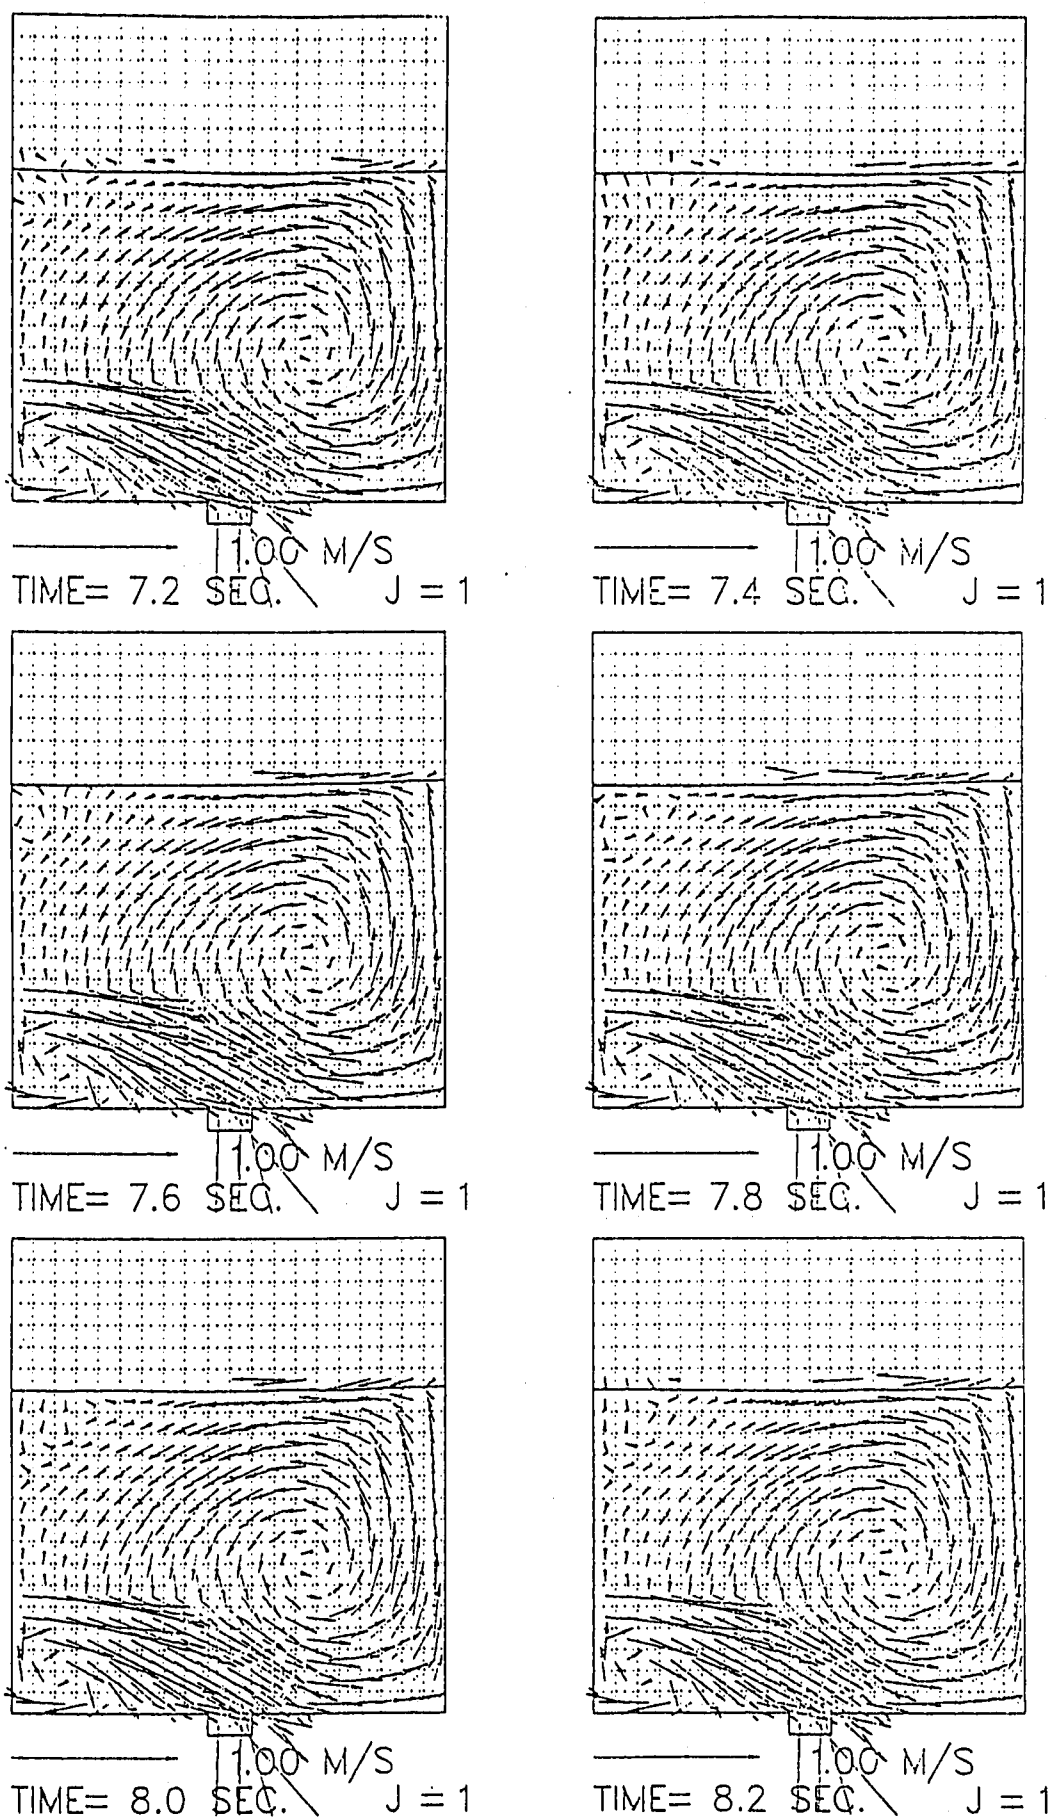 1.00 M/S
TIME= 7.2 SEC. J = 1
1.00 M/S
TIME= 7.4 SEC. J = 1
1.00 M/S
TIME= 7.6 SEC. J = 1
1.00 M/S
TIME= 7.8 SEC. J = 1
1.00 M/S
TIME= 8.0 SEC. J = 1
1.00 M/S
TIME= 8.2 SEC. J = 1